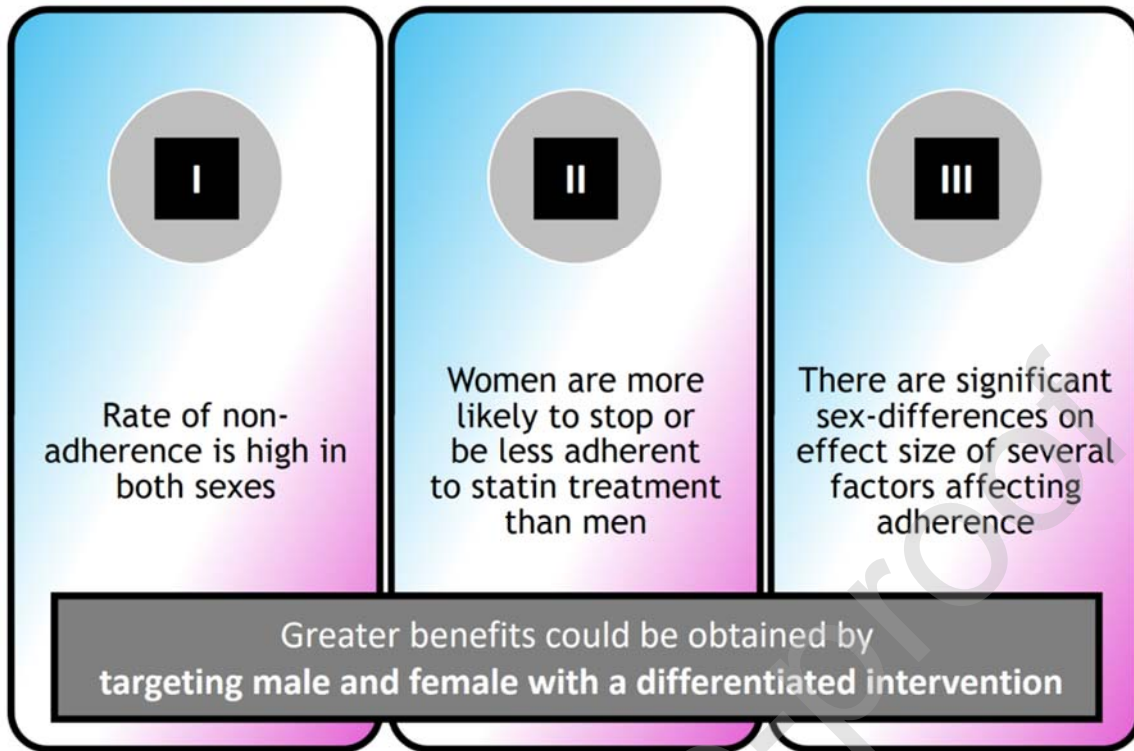 I
Rate of non-
adherence is high in
both sexes
II
Women are more
likely to stop or
be less adherent
to statin treatment
than men
III
There are significant
sex-differences on
effect size of several
factors affecting
adherence
Greater benefits could be obtained by
targeting male and female with a differentiated intervention